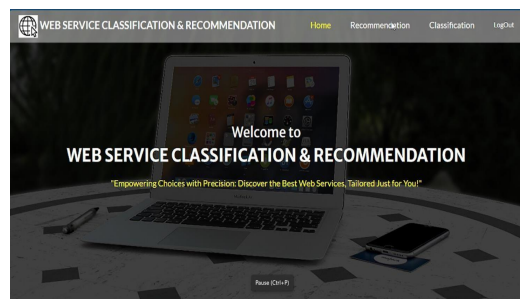 WEB SERVICE CLASSIFICATION & RECOMMENDATION Home Recommendation Classification LogOut
Welcome to
WEB SERVICE CLASSIFICATION & RECOMMENDATION
"Empowering Choices with Precision: Discover the Best Web Services, Tailored Just for You!"
Pause (Ctrl+P)